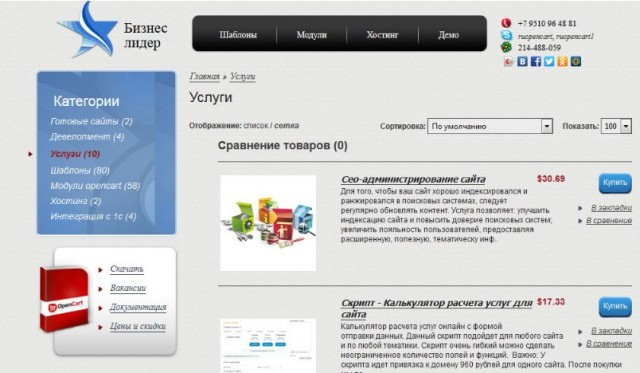 Бизнес
лидер
Шаблоны Модули Хостинг Демо
+7 9510 96 48 81
ruopencart, ruopencart1
214-488-059
Категории
Готовые сайты (2)
Девелопмент (4)
Услуги (10)
Шаблоны (80)
Модули opencart (58)
Хостинг (2)
Интеграция с 1с (4)
OpenCart
Скачать
Вакансии
Документация
Цены и скидки
Главная » Услуги
Услуги
Отображение: список / сетка Сортировка: По умолчанию Показать: 100
Сравнение товаров (0)
Сео-администрирование сайта $30.69 Купить
Для того, чтобы ваш сайт хорошо индексировался и
ранжировался в поисковых системах, следует
регулярно обновлять контент. Услуга позволяет: улучшить
индексацию сайта и повысить доверие поисковых систем;
увеличить лояльность пользователей, предоставляя
расширенную, полезную, тематическу инф.
В закладки
В сравнение
Скрипт - Калькулятор расчета услуг для
сайта
$17.33 Купить
Калькулятор расчета услуг онлайн с формой
отправки данных. Данный скрипт подойдет для любого сайта
и по любой тематики. Скрипт очень гибкий можно сделать
неограниченное количество полей и функций. Важно: У
скрипта идет привязка к домену 960 рублей для одного сайта. После покупки
В закладки
В сравнение